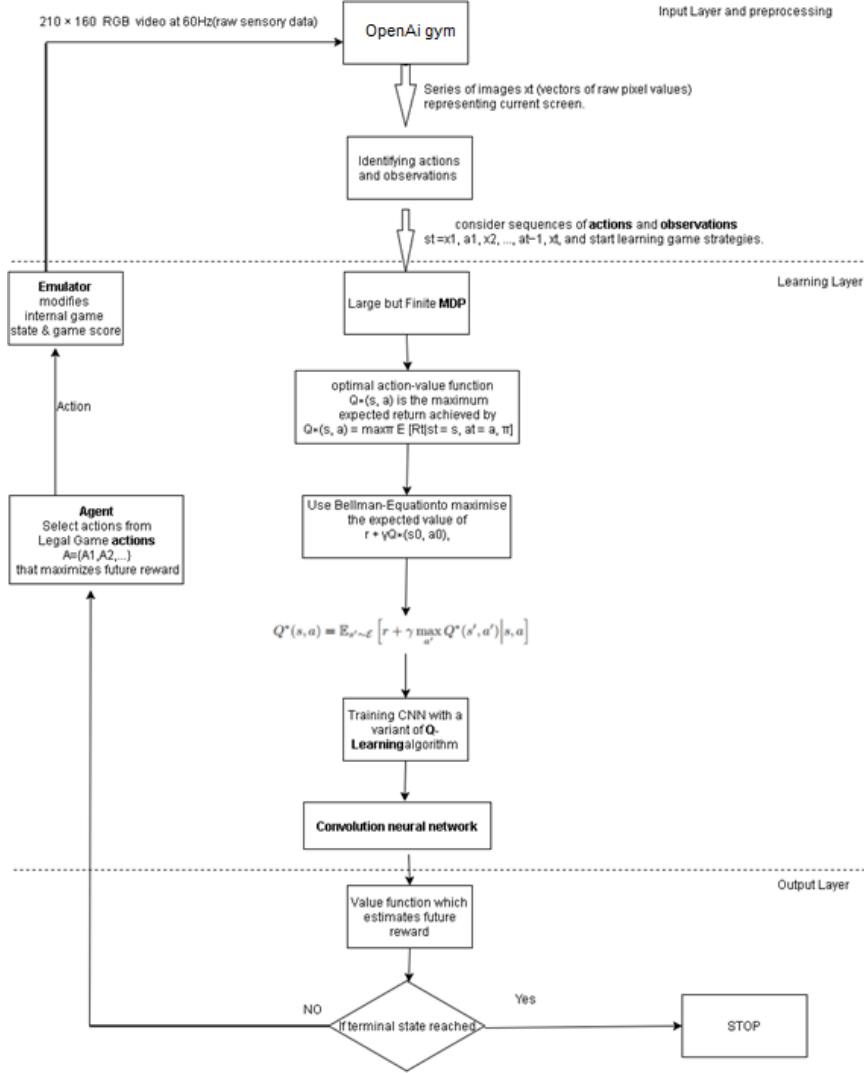 Input Layer and preprocessing
210 × 160 RGB video at 60Hz(raw sensory data)
OpenAi gym
Series of images xt (vectors of raw pixel values)
representing current screen.
Identifying actions
and observations
consider sequences of actions and observations
st=x1, a1, x2, ..., at−1, xt, and start learning game strategies.
Learning Layer
Emulator
modifies
internal game
state & game score
Large but Finite MDP
Action
optimal action-value function
Q*(s, a) is the maximum
expected return achieved by
Q*(s, a) = maxπ E [Rt|st = s, at = a, π]
Agent
Select actions from
Legal Game actions
A={A1,A2,...}
that maximizes future reward
Use Bellman-Equationto maximise
the expected value of
r + γQ*(s0, a0),
Q*(s, a) = 𝔼s′∼ℰ [r + γ max a′ Q*(s′, a′)|s, a]
Training CNN with a
variant of Q-
Learning algorithm
Convolution neural network
Output Layer
Value function which
estimates future
reward
NO
Yes
If terminal state reached
STOP